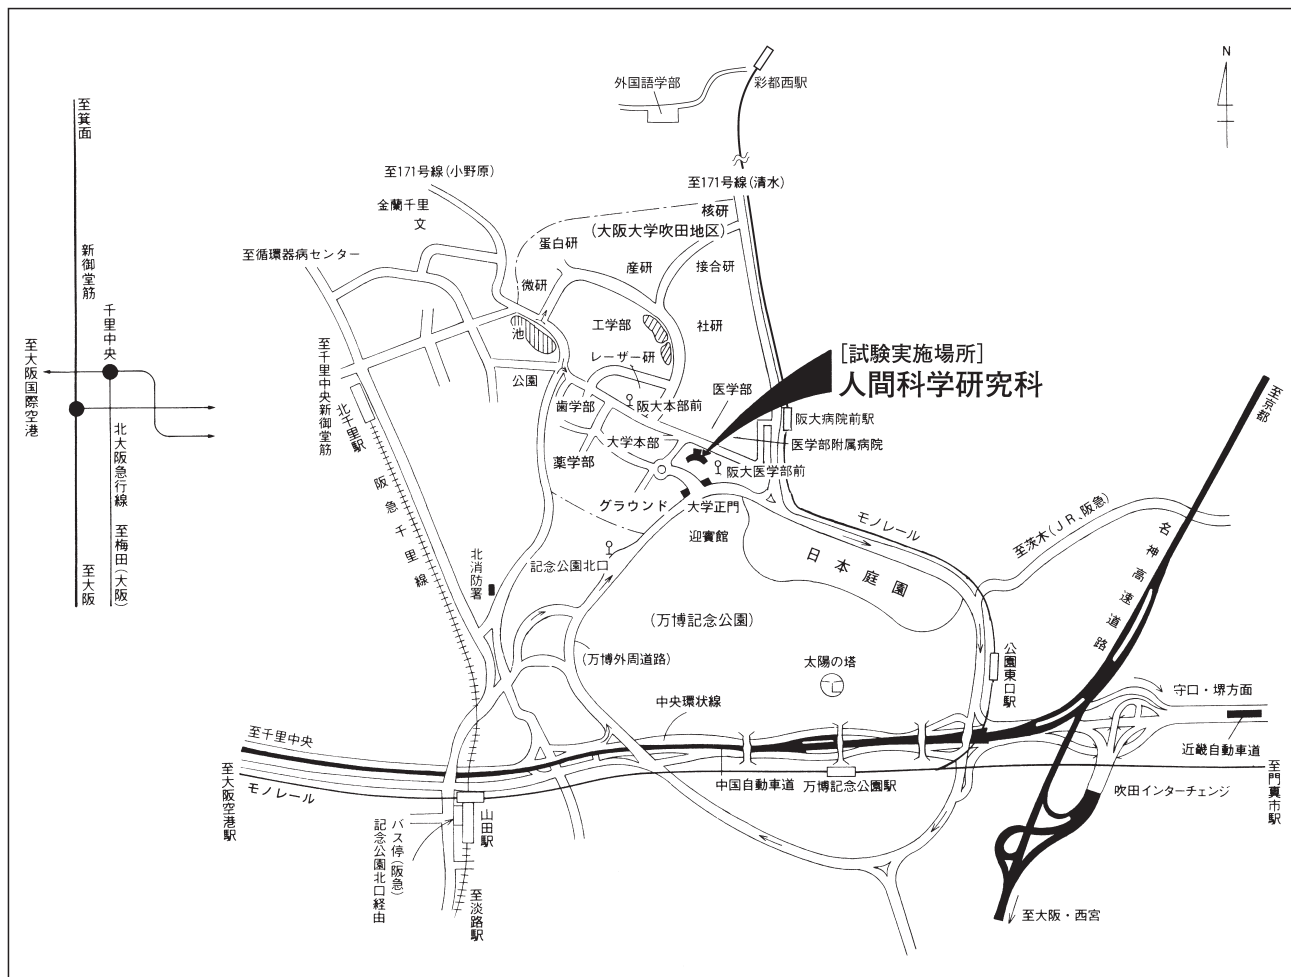 N
外国語学部
彩都西駅
至箕面
至171号線(小野原)
至171号線(清水)
金蘭千里
文
核研
(大阪大学吹田地区)
蛋白研
至循環器病センター
産研
接合研
新御堂筋
微研
千里中央
池
工学部
社研
至大阪国際空港
至千里中央新御堂筋
レーザー研
[試験実施場所]
人間科学研究科
公園
医学部
至京都
歯学部
阪大本部前
阪大病院前駅
北千里駅
大学本部
医学部附属病院
北大阪急行線
薬学部
阪大医学部前
阪急千里線
グラウンド
大学正門
モノレール
至茨木(JR、阪急)
名神高速道路
迎賓館
至梅田(大阪)
至大阪
北消防署
記念公園北口
日本庭園
(万博記念公園)
(万博外周道路)
太陽の塔
公園東口駅
中央環状線
守口・堺方面
至千里中央
近畿自動車道
至大阪空港駅
モノレール
中国自動車道
万博記念公園駅
吹田インターチェンジ
至門真市駅
山田駅
バス停(阪急)
記念公園北口経由
至淡路駅
至大阪・西宮